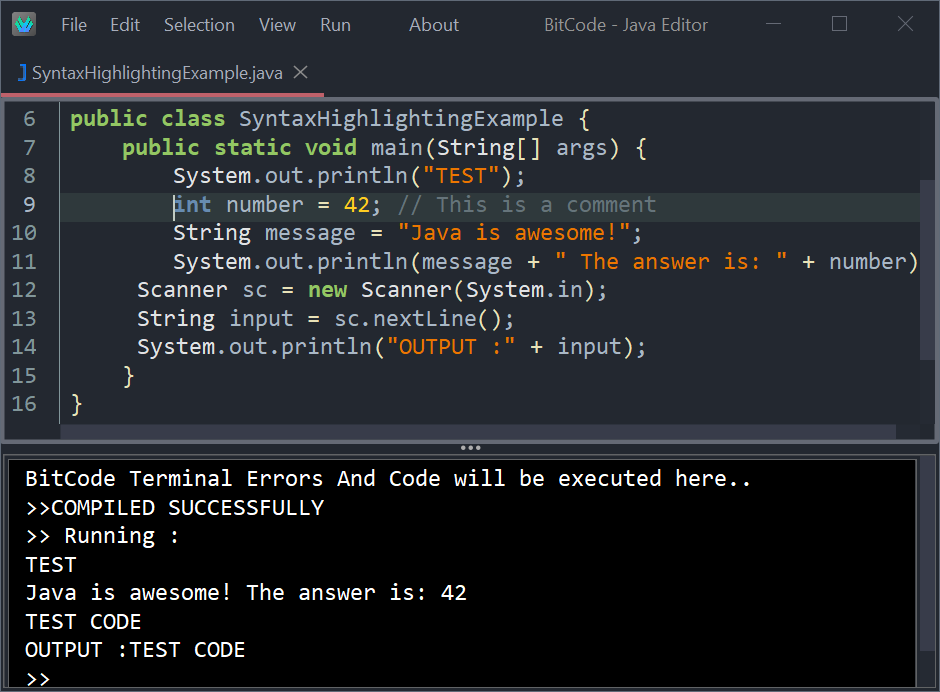 File Edit Selection View Run About BitCode - Java Editor
SyntaxHighlightingExample.java
6 public class SyntaxHighlightingExample {
7 public static void main(String[] args) {
8 System.out.println("TEST");
9 int number = 42; // This is a comment
10 String message = "Java is awesome!";
11 System.out.println(message + " The answer is: " + number)
12 Scanner sc = new Scanner(System.in);
13 String input = sc.nextLine();
14 System.out.println("OUTPUT :" + input);
15 }
16 }
BitCode Terminal Errors And Code will be executed here..
>>COMPILED SUCCESSFULLY
>> Running :
TEST
Java is awesome! The answer is: 42
TEST CODE
OUTPUT :TEST CODE
>>